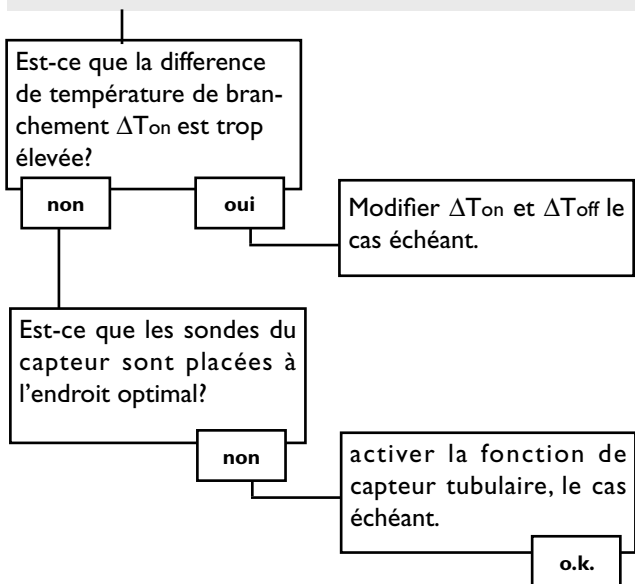 Est-ce que la difference
de température de bran-
chement ΔTon est trop
élevée?
non
oui
Modifier ΔTon et ΔToff le
cas échéant.
Est-ce que les sondes du
capteur sont placées à
l'endroit optimal?
non
activer la fonction de
capteur tubulaire, le cas
échéant.
o.k.